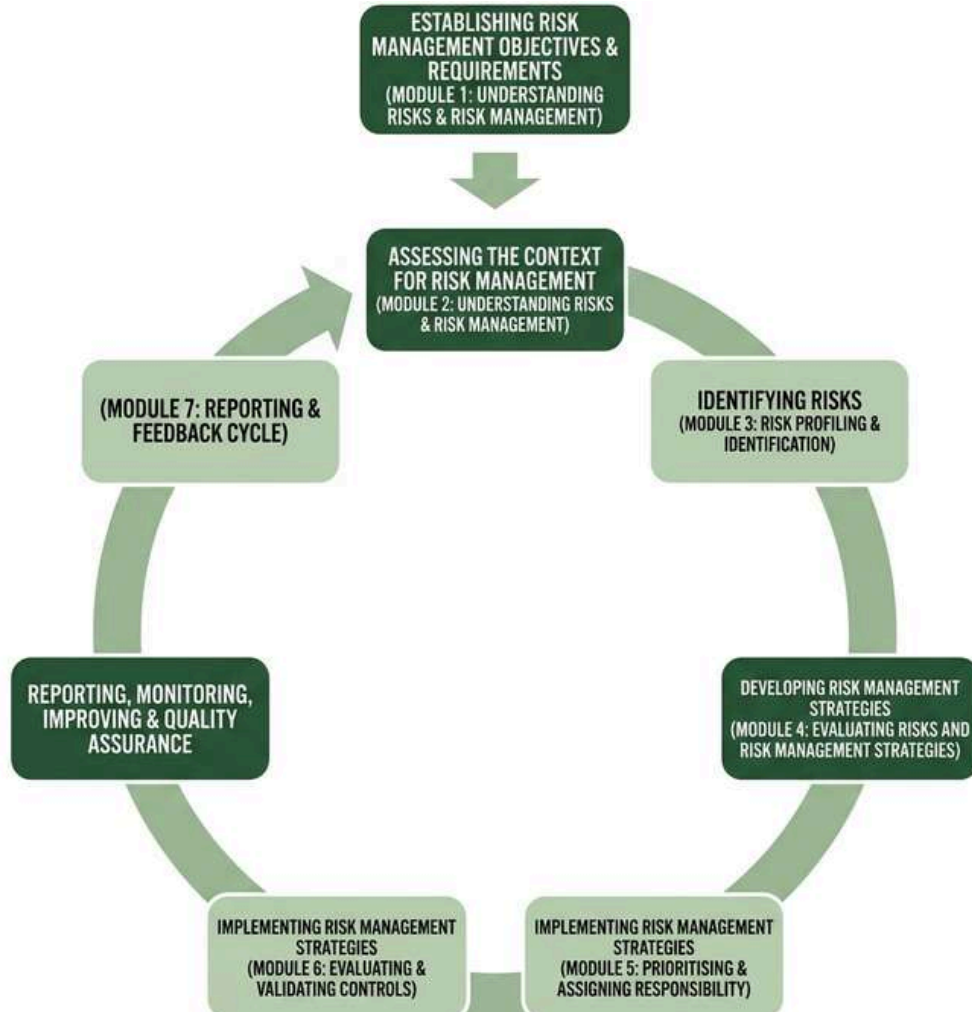 ESTABLISHING RISK
MANAGEMENT OBJECTIVES &
REQUIREMENTS
(MODULE 1: UNDERSTANDING
RISKS & RISK MANAGEMENT)
ASSESSING THE CONTEXT
FOR RISK MANAGEMENT
(MODULE 2: UNDERSTANDING RISKS
& RISK MANAGEMENT)
IDENTIFYING RISKS
(MODULE 3: RISK PROFILING &
IDENTIFICATION)
DEVELOPING RISK MANAGEMENT
STRATEGIES
(MODULE 4: EVALUATING RISKS AND
RISK MANAGEMENT STRATEGIES)
IMPLEMENTING RISK MANAGEMENT
STRATEGIES
(MODULE 5: PRIORITISING &
ASSIGNING RESPONSIBILITY)
IMPLEMENTING RISK MANAGEMENT
STRATEGIES
(MODULE 6: EVALUATING &
VALIDATING CONTROLS)
REPORTING, MONITORING,
IMPROVING & QUALITY
ASSURANCE
(MODULE 7: REPORTING &
FEEDBACK CYCLE)